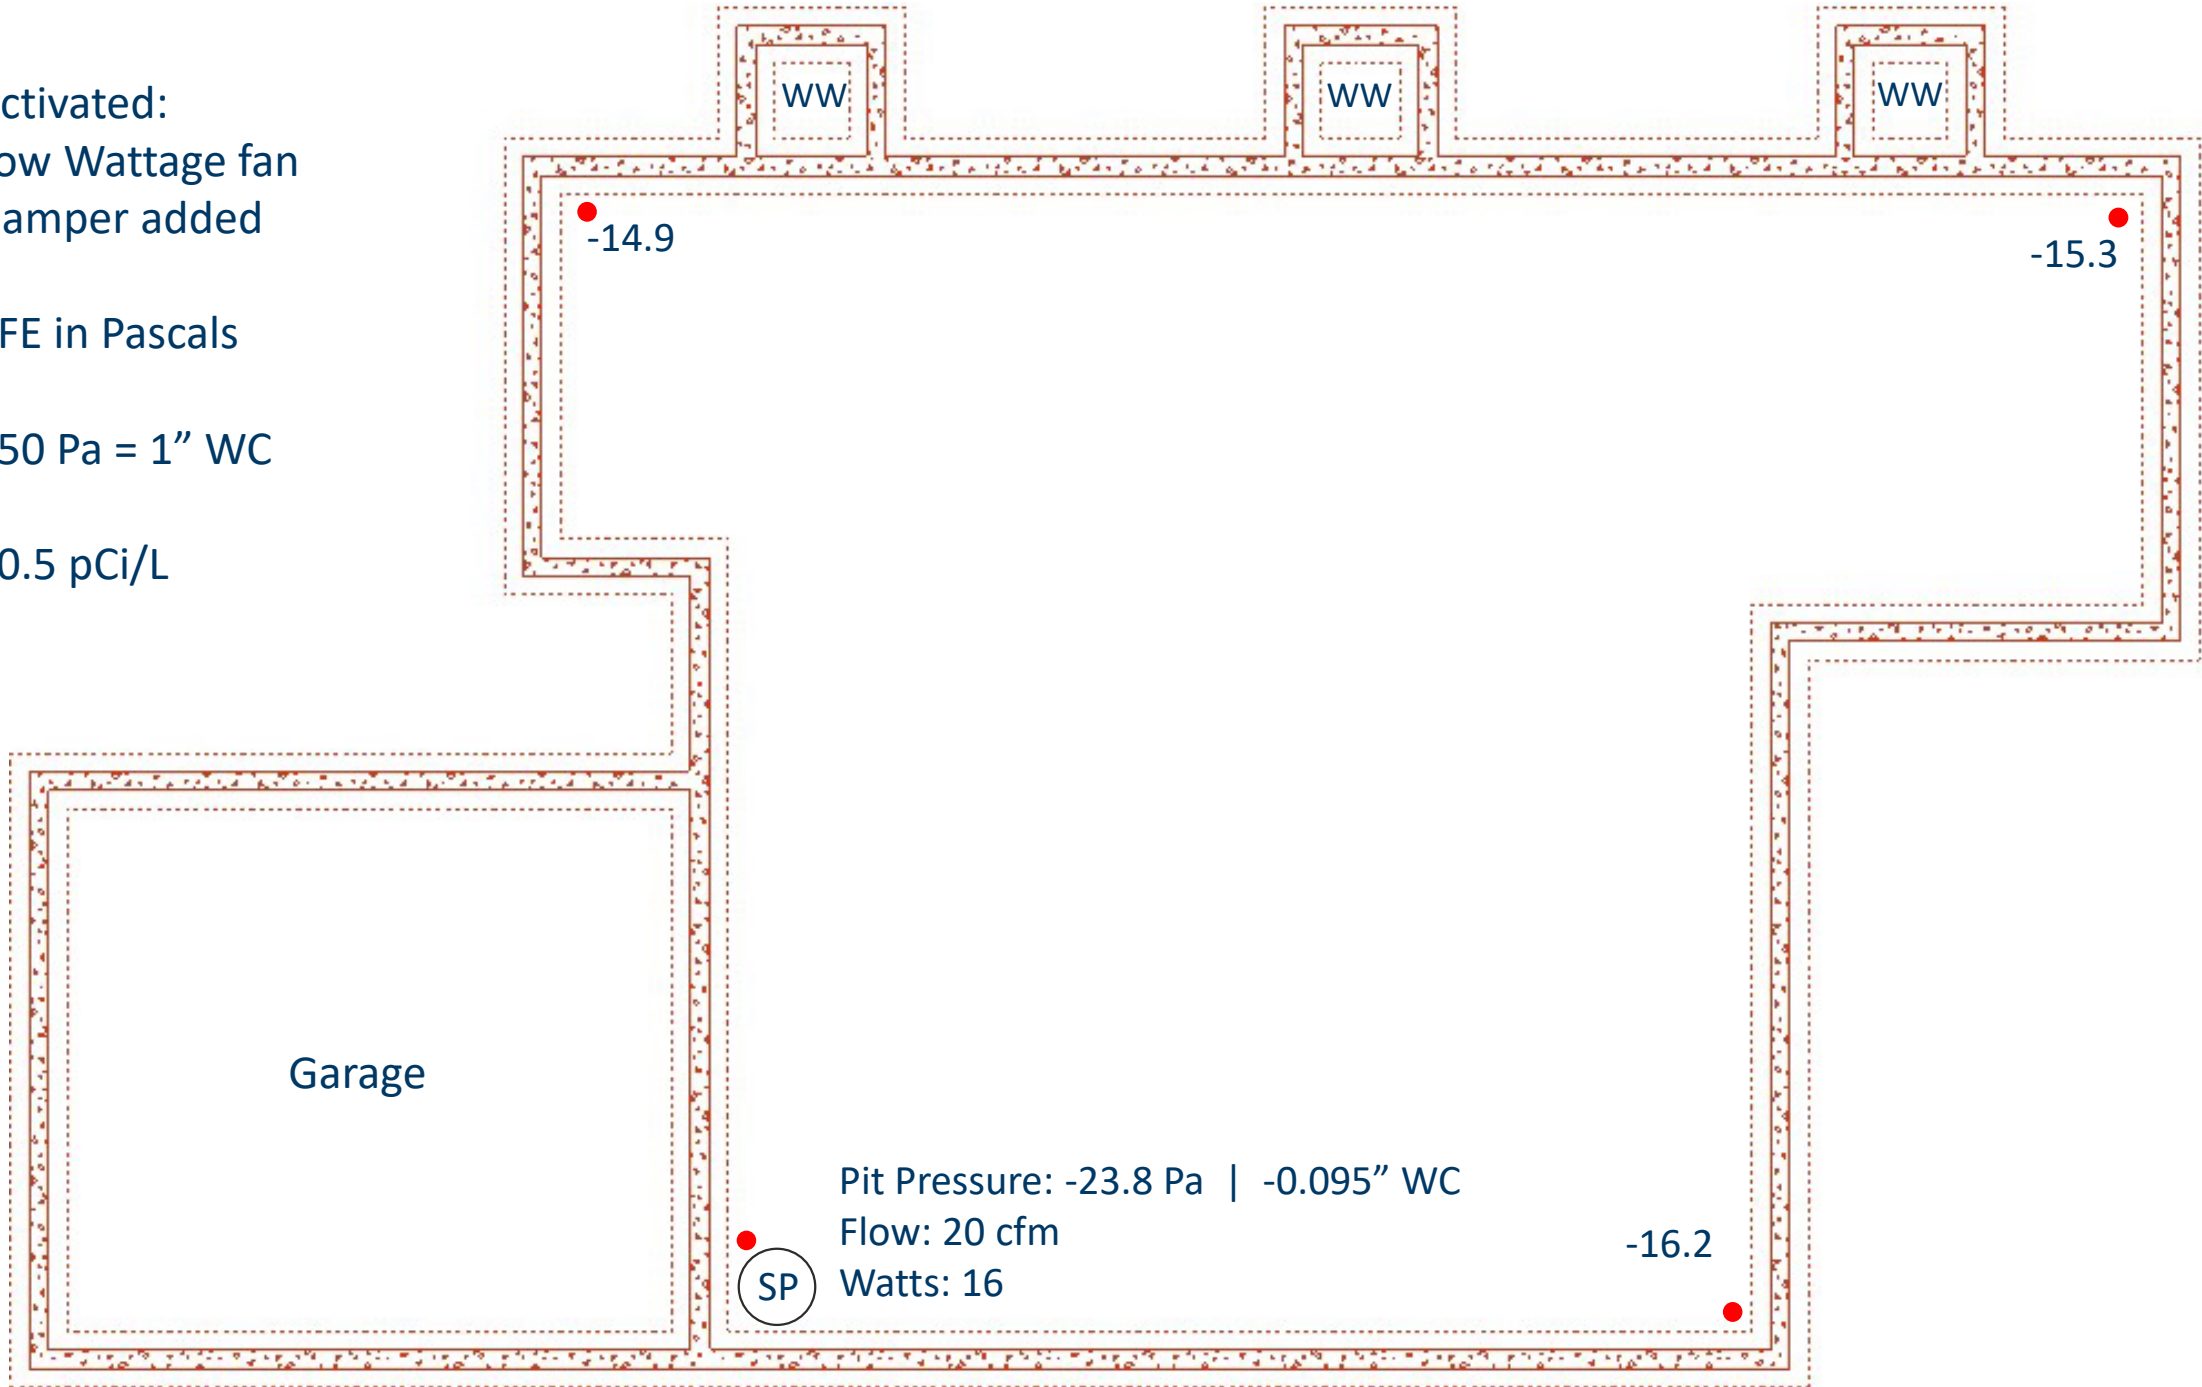 WW WW WW
ctivated:
ow Wattage fan
amper added
-14.9
-15.3
FE in Pascals
50 Pa = 1” WC
0.5 pCi/L
Garage
Pit Pressure: -23.8 Pa | -0.095” WC
Flow: 20 cfm
-16.2
SP
Watts: 16